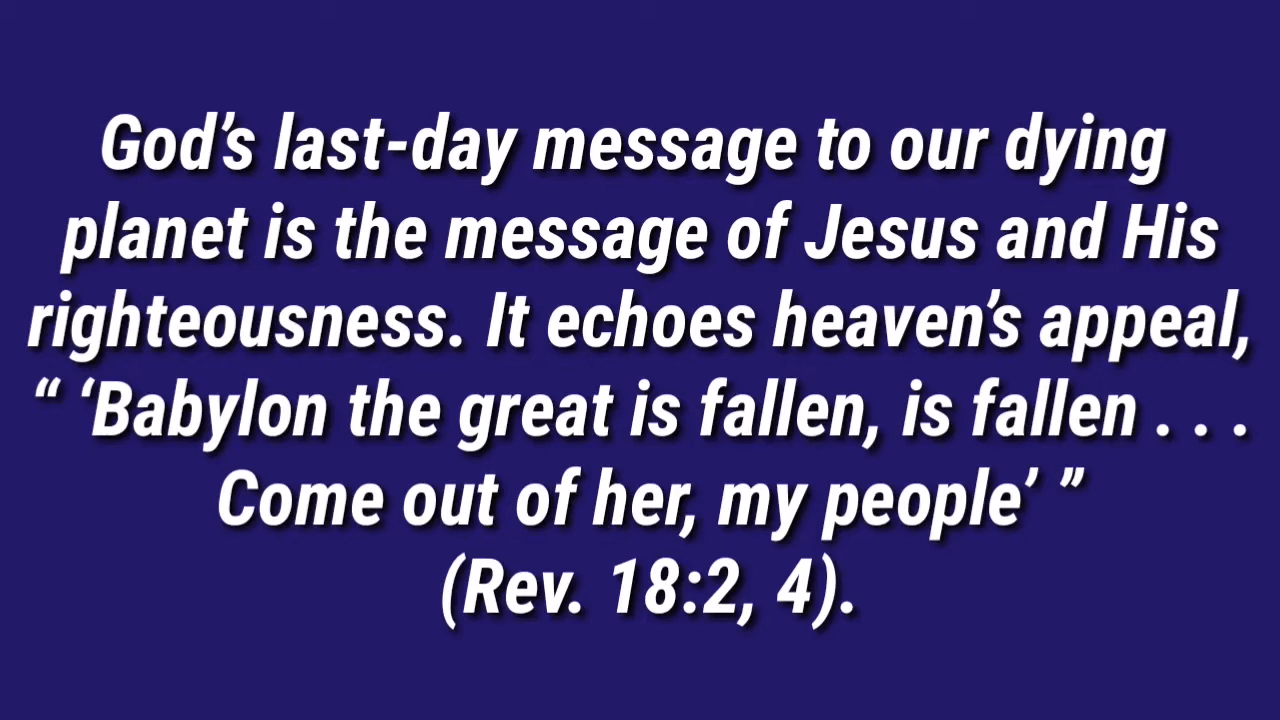 God’s last-day message to our dying
planet is the message of Jesus and His
righteousness. It echoes heaven’s appeal,
“ ‘Babylon the great is fallen, is fallen . . .
Come out of her, my people’ ”
(Rev. 18:2, 4).